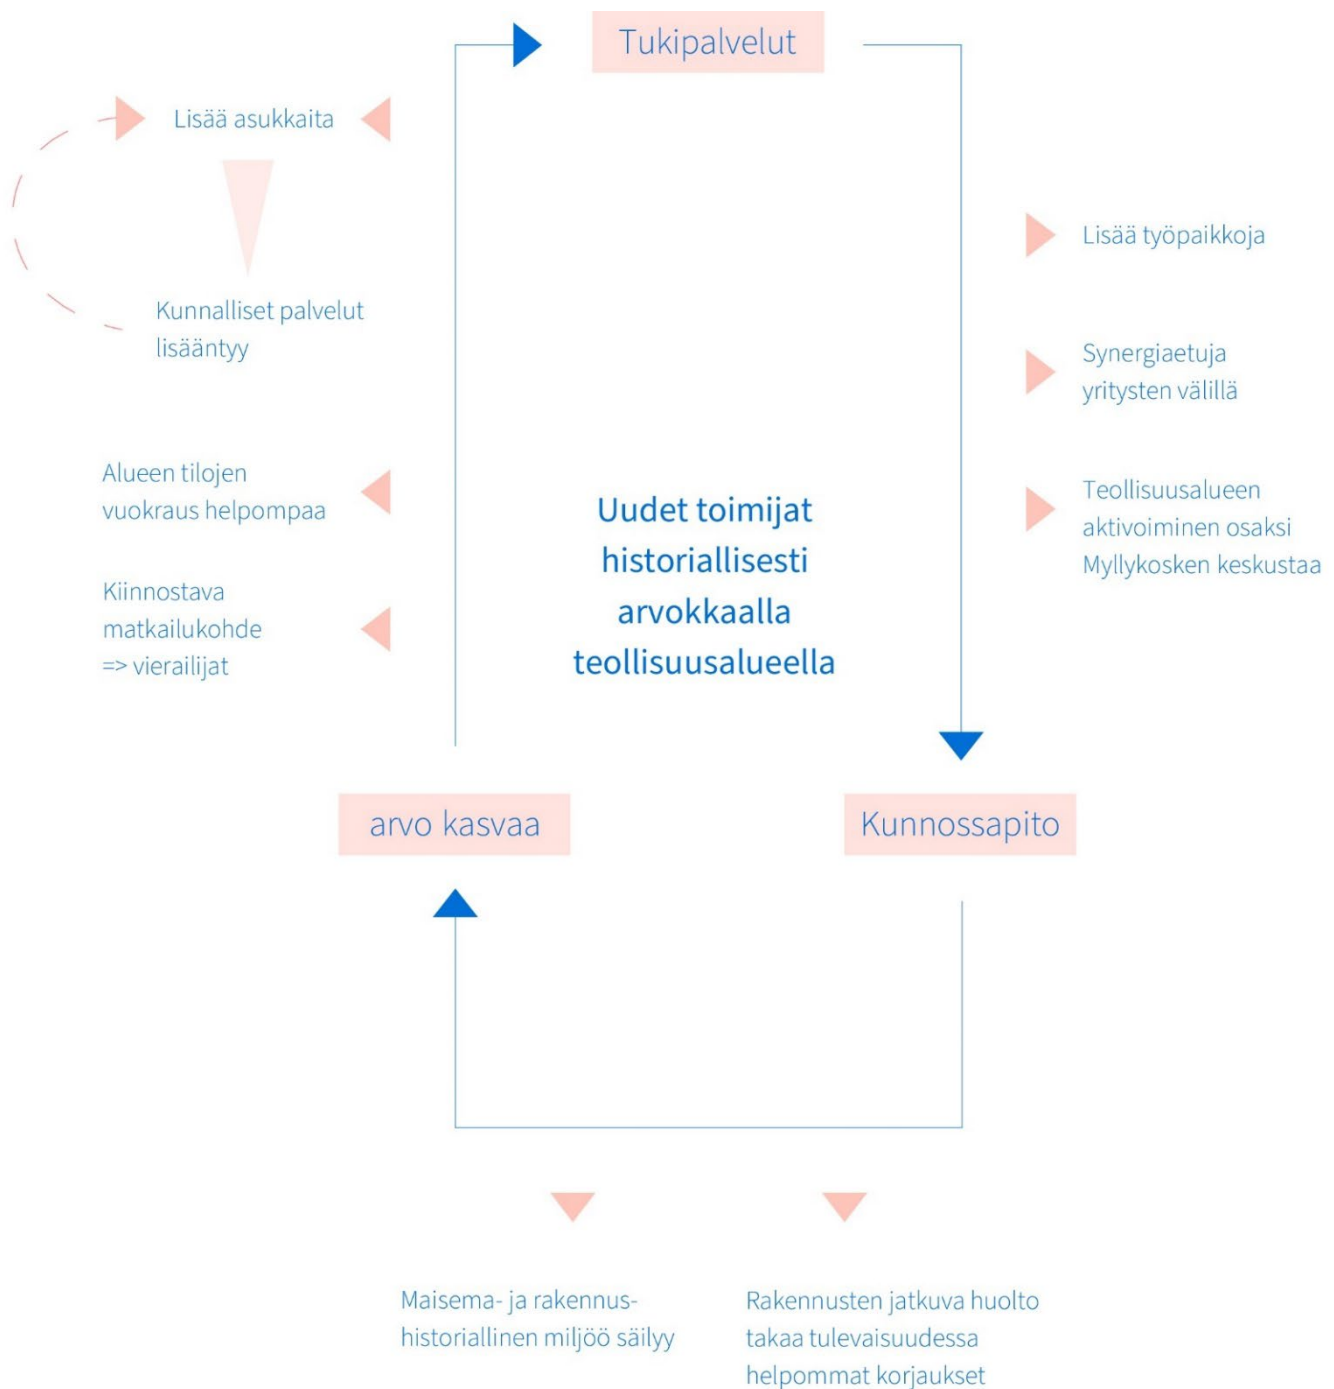 Tukipalvelut
Lisää asukkaita
Kunnalliset palvelut
lisääntyy
Alueen tilojen
vuokraus helpompaa
Kiinnostava
matkailukohde
=> vierailijat
Lisää työpaikkoja
Synergiaetuja
yritysten välillä
Teollisuusalueen
aktivoiminen osaksi
Myllykosken keskustaa
Uudet toimijat
historiallisesti
arvokkaalla
teollisuusalueella
arvo kasvaa
Kunnossapito
Maisema- ja rakennus-
historiallinen miljöö säilyy
Rakennusten jatkuva huolto
takaa tulevaisuudessa
helpommat korjaukset